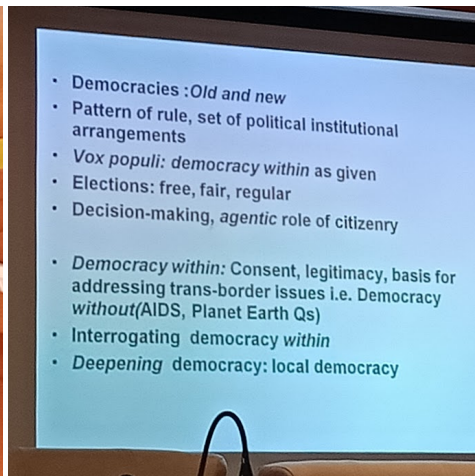 • Democracies :Old and new
• Pattern of rule, set of political institutional
arrangements
• Vox populi: democracy within as given
• Elections: free, fair, regular
• Decision-making, agentic role of citizenry
• Democracy within: Consent, legitimacy, basis for
addressing trans-border issues i.e. Democracy
without(AIDS, Planet Earth Qs)
• Interrogating democracy within
• Deepening democracy: local democracy